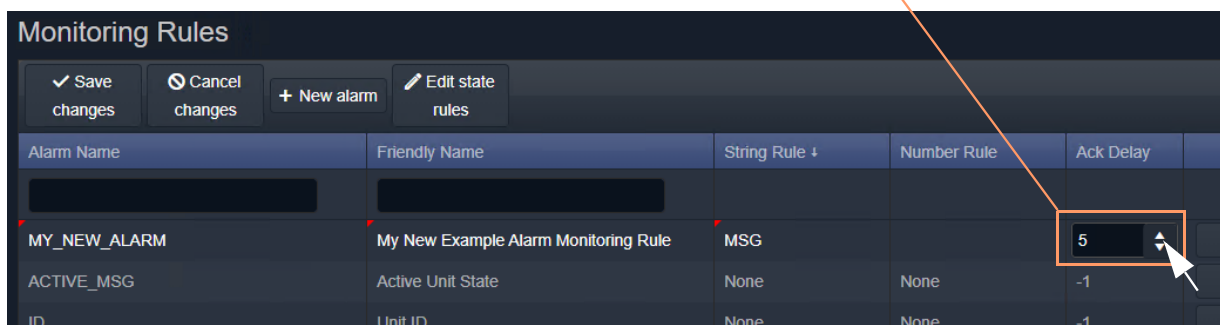 Monitoring Rules
Save changes
Cancel changes
+ New alarm
Edit state rules
Alarm Name Friendly Name String Rule ↓ Number Rule Ack Delay
MY_NEW_ALARM My New Example Alarm Monitoring Rule MSG 5
ACTIVE_MSG Active Unit State None None -1
ID Unit ID None None -1